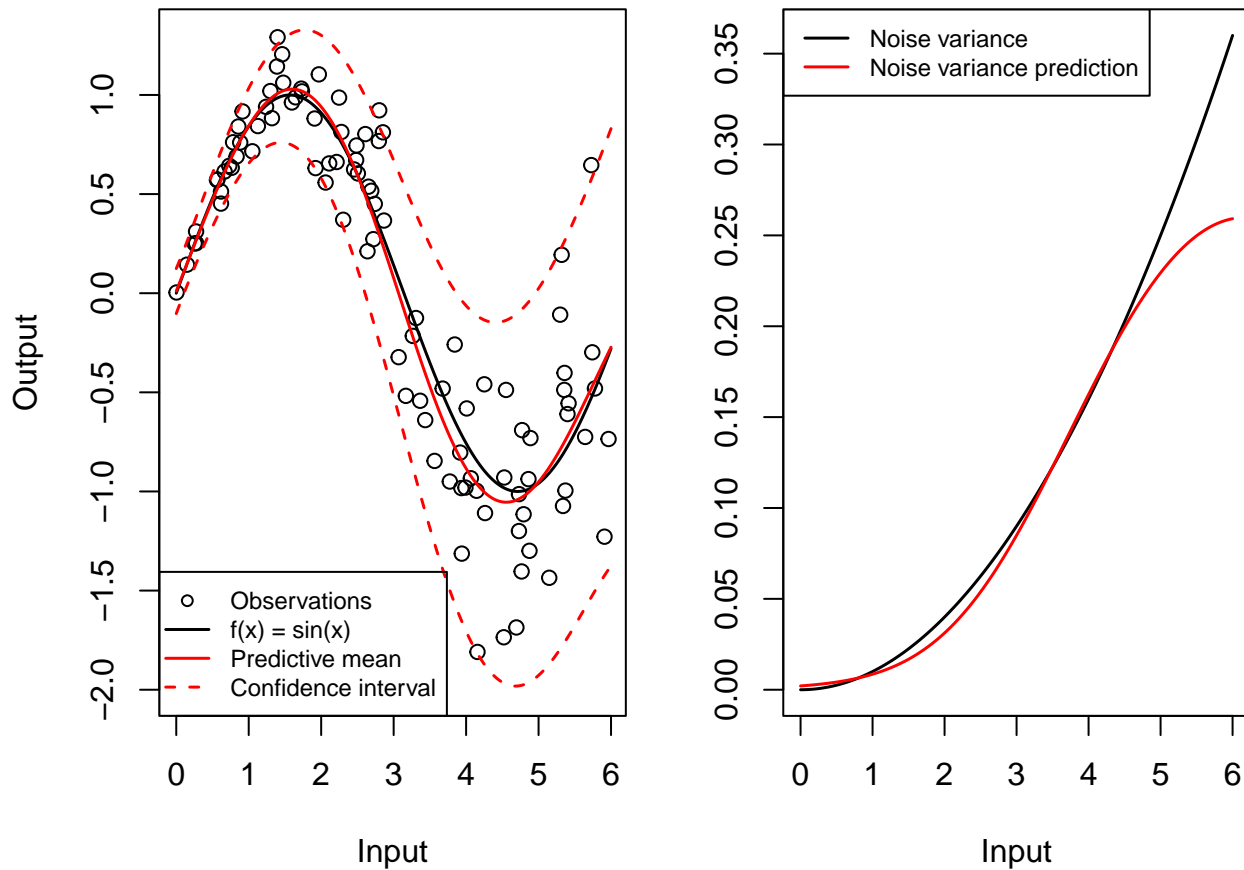 Output
1.0
0.5
0.0
−0.5
−1.0
−1.5
−2.0
Observations
f(x) = sin(x)
Predictive mean
Confidence interval
0 1 2 3 4 5 6
Input
Noise variance
Noise variance prediction
0.35
0.30
0.25
0.20
0.15
0.10
0.05
0.00
0 1 2 3 4 5 6
Input